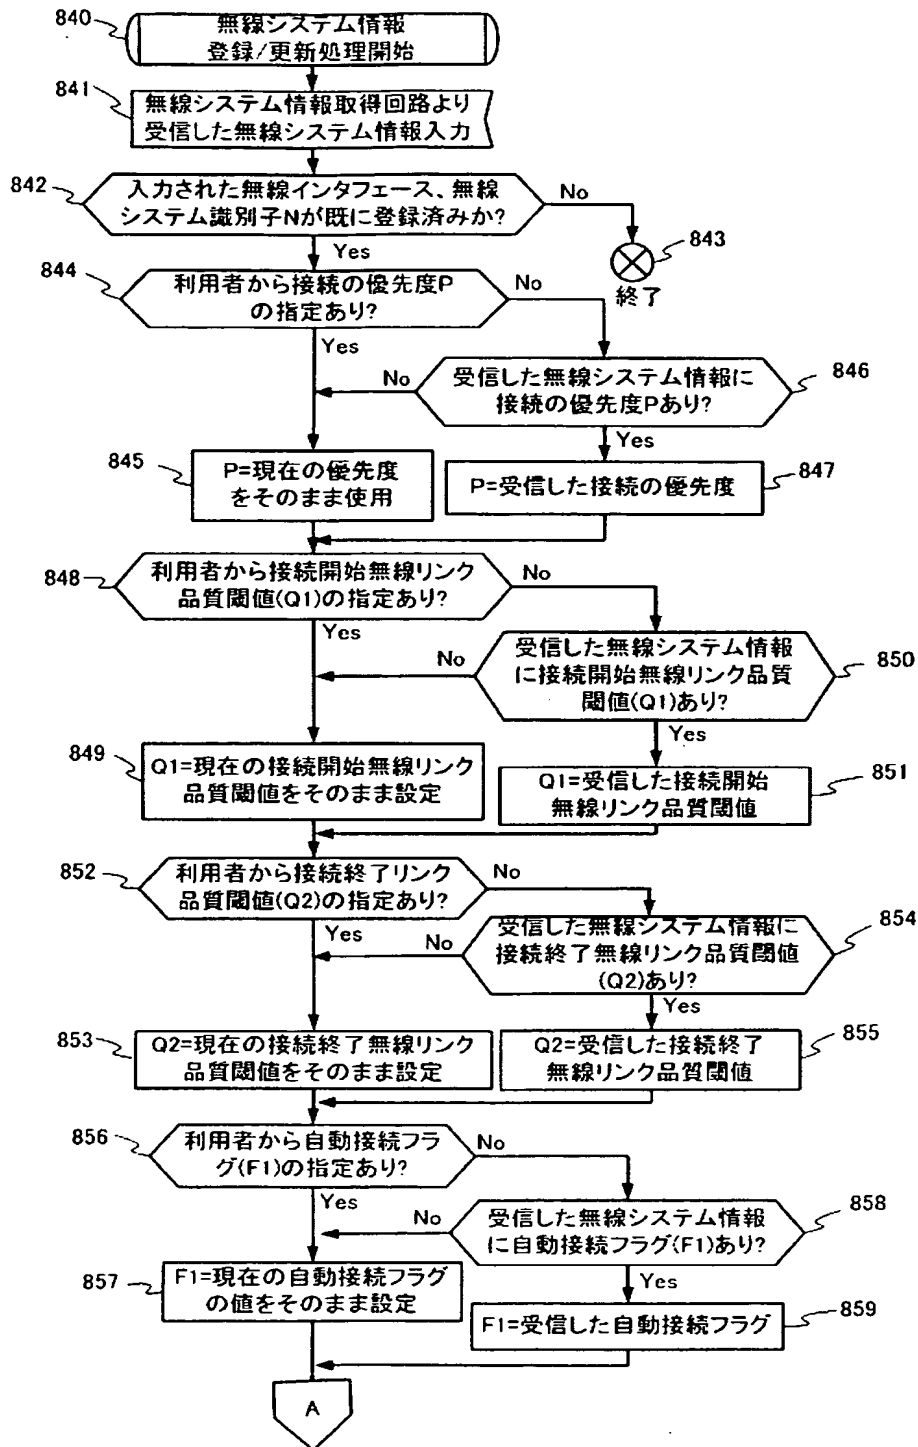 840
無線システム情報
登録/更新処理開始
841
無線システム情報取得回路より
受信した無線システム情報入力
842
入力された無線インタフェース、無線
システム識別子Nが既に登録済みか?
No
843
終了
Yes
844
利用者から接続の優先度P
の指定あり?
No
Yes
受信した無線システム情報に
接続の優先度Pあり?
846
No
Yes
845
P=現在の優先度
をそのまま使用
P=受信した接続の優先度
847
848
利用者から接続開始無線リンク
品質閾値(Q1)の指定あり?
No
Yes
受信した無線システム情報
に接続開始無線リンク品質
閾値(Q1)あり?
850
No
Yes
849
Q1=現在の接続開始無線リンク
品質閾値をそのまま設定
Q1=受信した接続開始
無線リンク品質閾値
851
852
利用者から接続終了リンク
品質閾値(Q2)の指定あり?
No
Yes
受信した無線システム情報に
接続終了無線リンク品質閾値
(Q2)あり?
854
No
Yes
853
Q2=現在の接続終了無線リンク
品質閾値をそのまま設定
Q2=受信した接続終了
無線リンク品質閾値
855
856
利用者から自動接続フラ
グ(F1)の指定あり?
No
Yes
受信した無線システム情報
に自動接続フラグ(F1)あり?
858
No
Yes
857
F1=現在の自動接続フラグ
の値をそのまま設定
F1=受信した自動接続フラグ
859
A